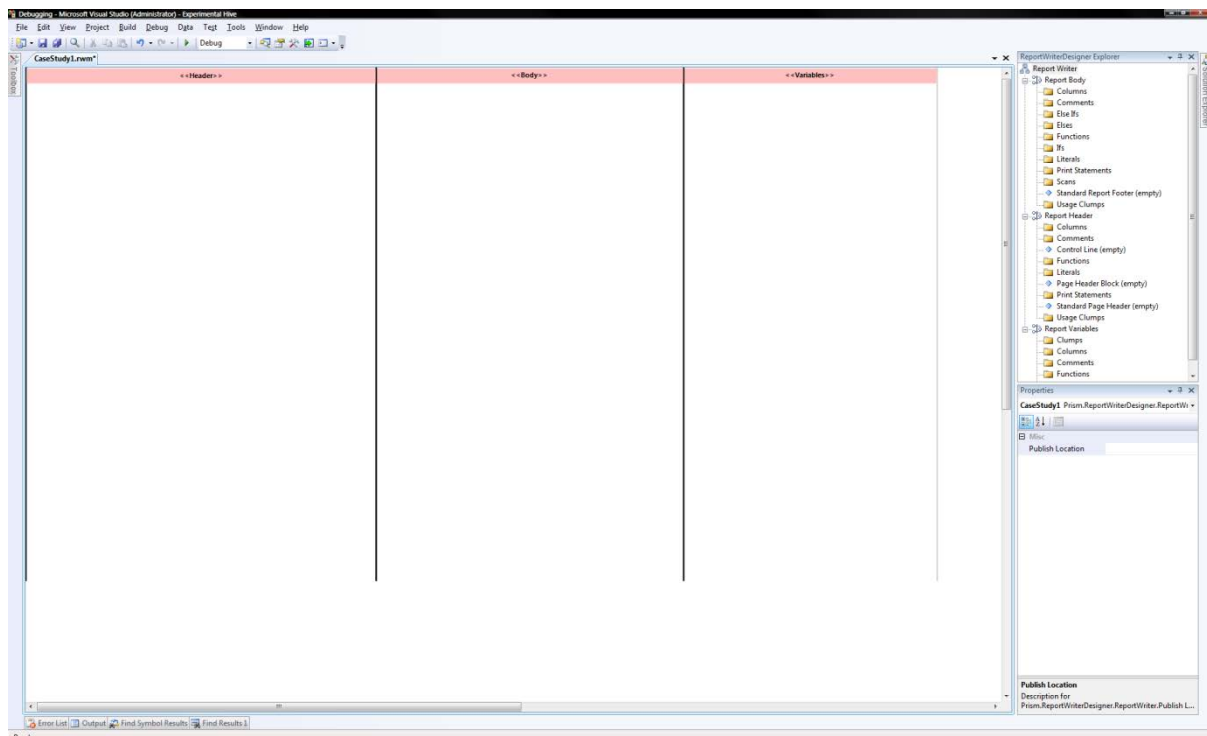 Debugging - Microsoft Visual Studio (Administrator) - Experimental Hive
File Edit View Project Build Debug Data Test Tools Window Help
Debug
Toolbox
CaseStudy1.rwm*
<<Header>> <<Body>> <<Variables>>
ReportWriterDesigner Explorer
Report Writer
Report Body
Columns
Comments
Else Ifs
Elses
Functions
Ifs
Literals
Print Statements
Scans
Standard Report Footer (empty)
Usage Clumps
Report Header
Columns
Comments
Control Line (empty)
Functions
Literals
Page Header Block (empty)
Print Statements
Standard Page Header (empty)
Usage Clumps
Report Variables
Clumps
Columns
Comments
Functions
Solution Explorer
Properties
CaseStudy1 Prism.ReportWriterDesigner.ReportWr
Misc
Publish Location
Publish Location
Description for
Prism.ReportWriterDesigner.ReportWriter.Publish L...
Error List Output Find Symbol Results Find Results 1